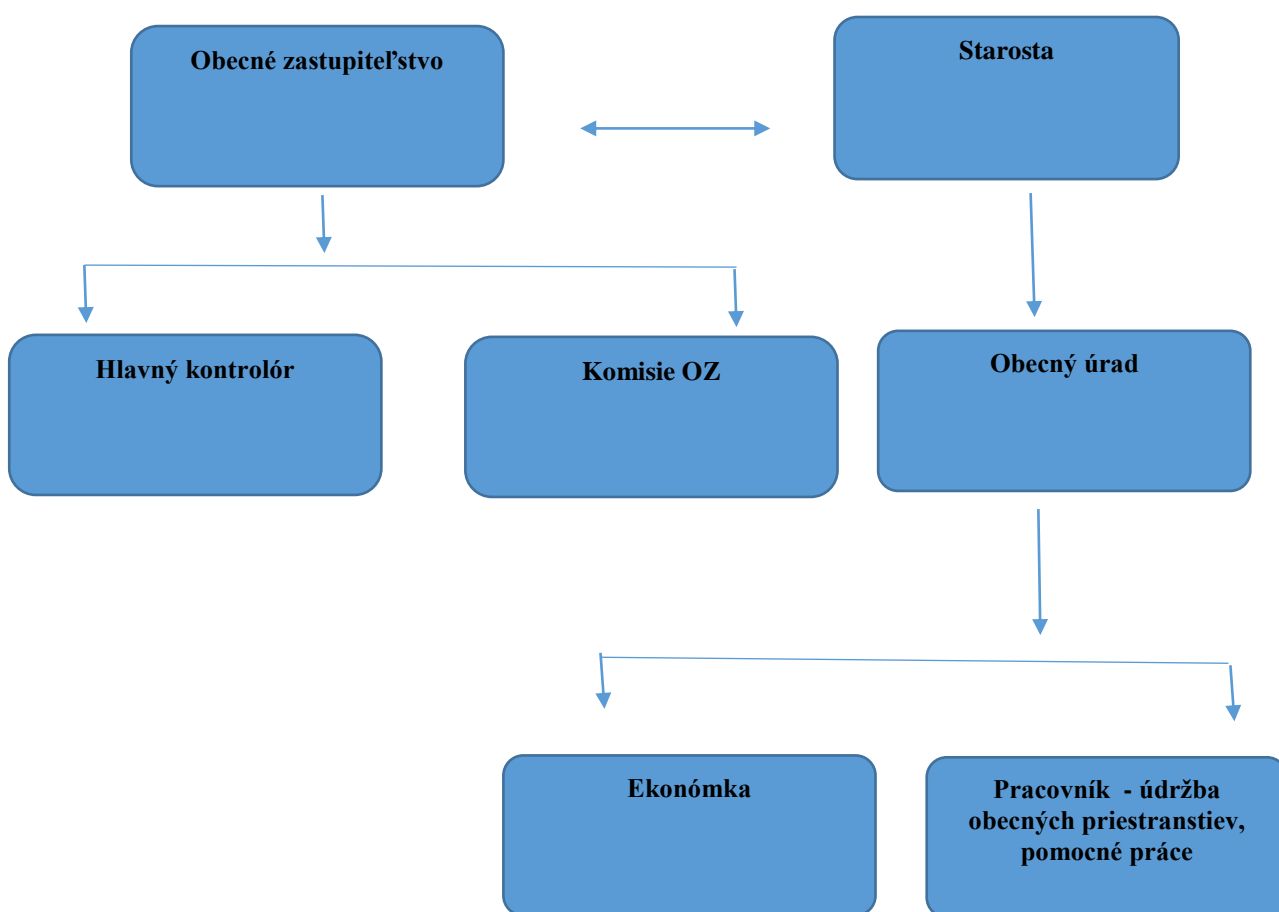 Obecné zastupiteľstvo
Starosta
Hlavný kontrolór
Komisie OZ
Obecný úrad
Ekonómka
Pracovník - údržba
obecných priestranstiev,
pomocné práce